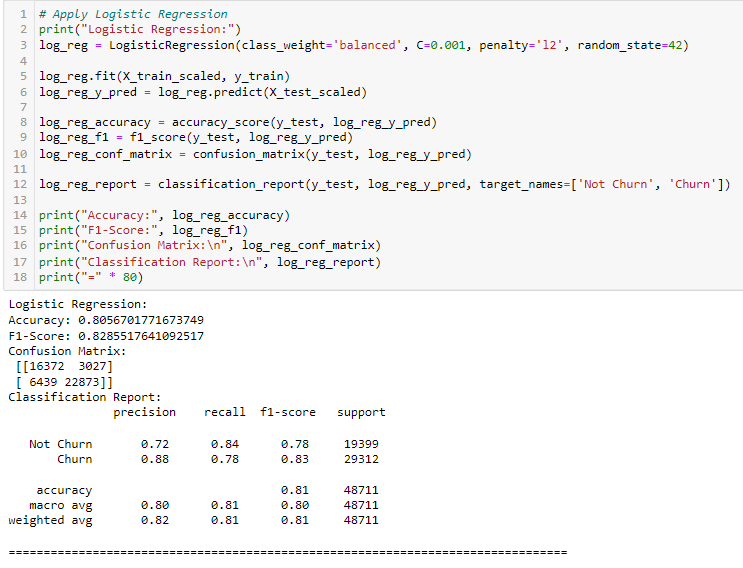 1 # Apply Logistic Regression
2 print("Logistic Regression:")
3 log_reg = LogisticRegression(class_weight='balanced', C=0.001, penalty='l2', random_state=42)
4
5 log_reg.fit(X_train_scaled, y_train)
6 log_reg_y_pred = log_reg.predict(X_test_scaled)
7
8 log_reg_accuracy = accuracy_score(y_test, log_reg_y_pred)
9 log_reg_f1 = f1_score(y_test, log_reg_y_pred)
10 log_reg_conf_matrix = confusion_matrix(y_test, log_reg_y_pred)
11
12 log_reg_report = classification_report(y_test, log_reg_y_pred, target_names=['Not Churn', 'Churn'])
13
14 print("Accuracy:", log_reg_accuracy)
15 print("F1-Score:", log_reg_f1)
16 print("Confusion Matrix:\n", log_reg_conf_matrix)
17 print("Classification Report:\n", log_reg_report)
18 print("=" * 80)
Logistic Regression:
Accuracy: 0.8056701771673749
F1-Score: 0.8285517641092517
Confusion Matrix:
[[16372  3027]
[ 6439 22873]]
Classification Report:
precision    recall  f1-score   support
Not Churn       0.72      0.84      0.78     19399
Churn       0.88      0.78      0.83     29312
accuracy                           0.81     48711
macro avg       0.80      0.81      0.80     48711
weighted avg       0.82      0.81      0.81     48711
================================================================================